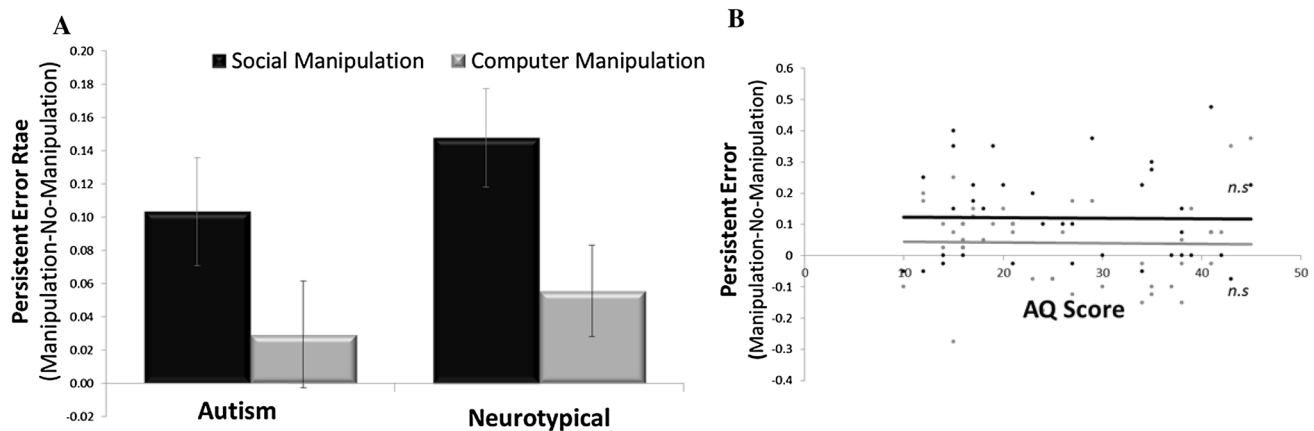 A
Persistent Error Rtae
(Manipulation-No-Manipulation)
0.20
0.18
0.16
0.14
0.12
0.10
0.08
0.06
0.04
0.02
0.00
-0.02
Social Manipulation Computer Manipulation
Autism Neurotypical
B
Persistent Error
(Manipulation-No-Manipulation)
0.6
0.5
0.4
0.3
0.2
0.1
0
-0.1
-0.2
-0.3
-0.4
0 10 20 30 40 50
n.s
n.s
AQ Score